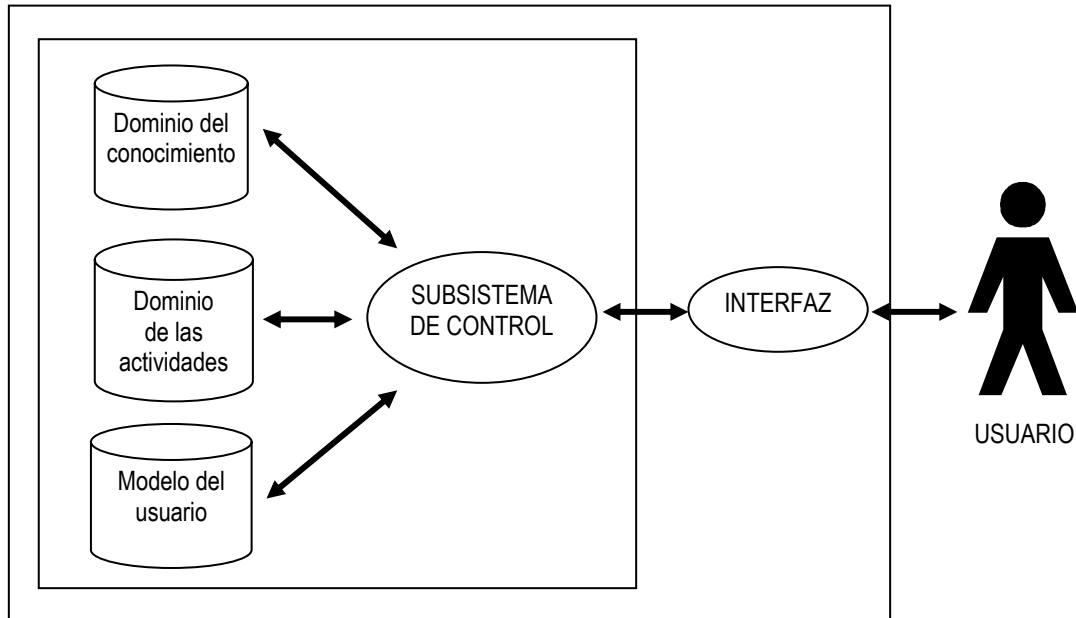 Dominio del
conocimiento
Dominio
de las
actividades
Modelo del
usuario
SUBSISTEMA
DE CONTROL
INTERFAZ
USUARIO